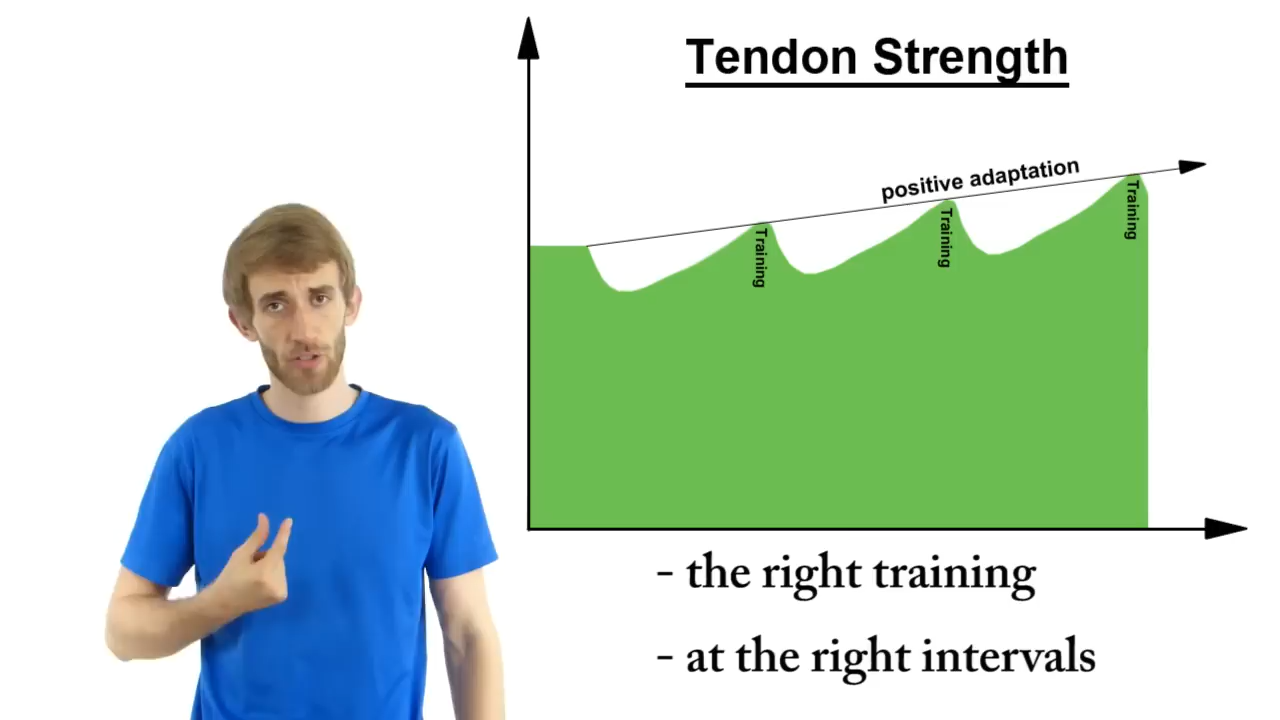 Tendon Strength
positive adaptation
Training
Training
Training
- the right training
- at the right intervals